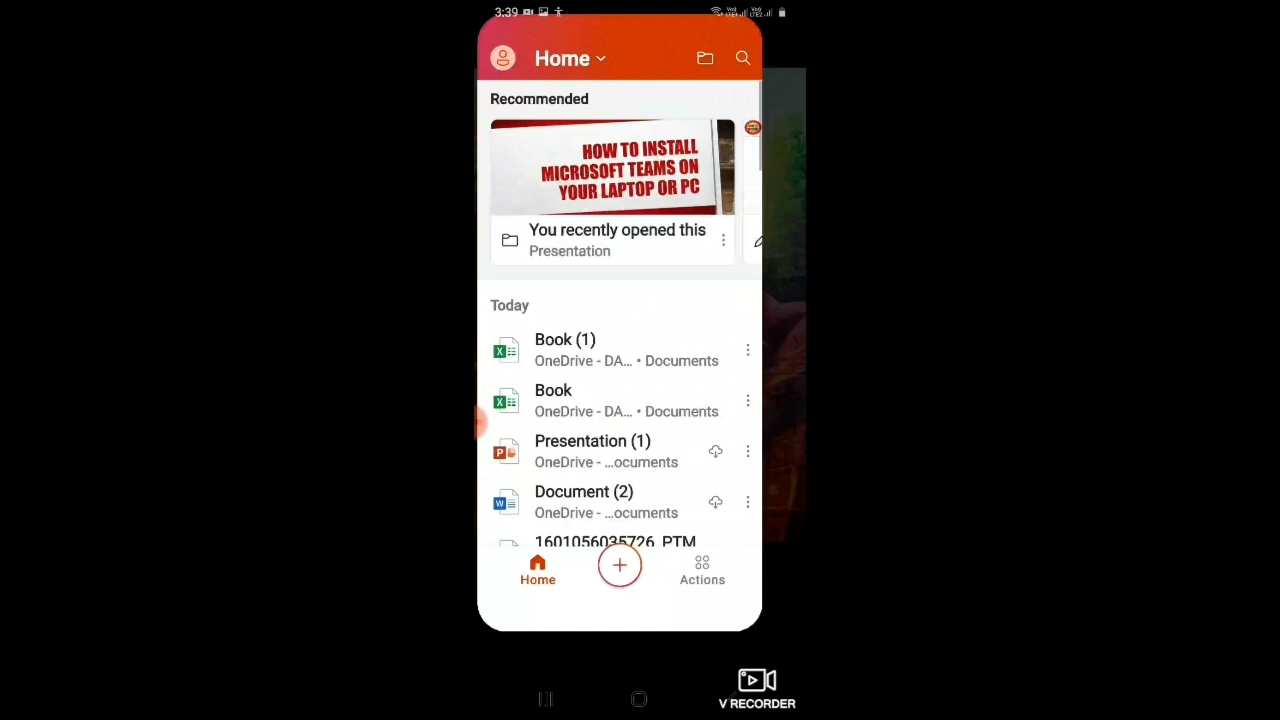 3:39
Home
Recommended
HOW TO INSTALL
MICROSOFT TEAMS ON
YOUR LAPTOP OR PC
You recently opened this
Presentation
Today
Book (1)
OneDrive - DA... • Documents
Book
OneDrive - DA... • Documents
Presentation (1)
OneDrive - ...ocuments
Document (2)
OneDrive - ...ocuments
1601056035726 PTM
Home
Actions
V RECORDER